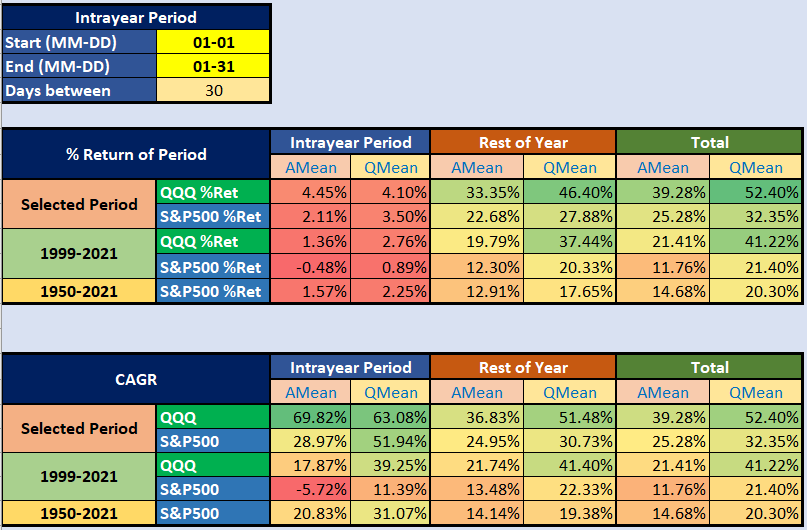 Intrayear Period
Start (MM-DD) 01-01
End (MM-DD) 01-31
Days between 30
% Return of Period Intrayear Period Rest of Year Total
AMean QMean AMean QMean AMean QMean
Selected Period QQQ %Ret 4.45% 4.10% 33.35% 46.40% 39.28% 52.40%
S&P500 %Ret 2.11% 3.50% 22.68% 27.88% 25.28% 32.35%
1999-2021 QQQ %Ret 1.36% 2.76% 19.79% 37.44% 21.41% 41.22%
S&P500 %Ret -0.48% 0.89% 12.30% 20.33% 11.76% 21.40%
1950-2021 S&P500 %Ret 1.57% 2.25% 12.91% 17.65% 14.68% 20.30%
CAGR Intrayear Period Rest of Year Total
AMean QMean AMean QMean AMean QMean
Selected Period QQQ 69.82% 63.08% 36.83% 51.48% 39.28% 52.40%
S&P500 28.97% 51.94% 24.95% 30.73% 25.28% 32.35%
1999-2021 QQQ 17.87% 39.25% 21.74% 41.40% 21.41% 41.22%
S&P500 -5.72% 11.39% 13.48% 22.33% 11.76% 21.40%
1950-2021 S&P500 20.83% 31.07% 14.14% 19.38% 14.68% 20.30%